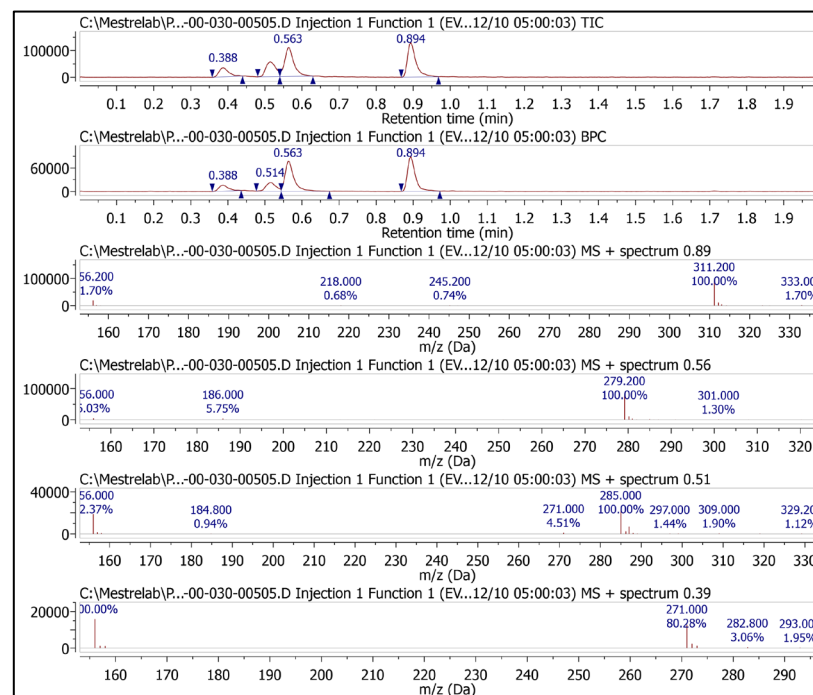 C:\Mestrelab\P...-00-030-00505.D Injection 1 Function 1 (EV...12/10 05:00:03) TIC
100000
0
0.388
0.563
0.894
0.1 0.2 0.3 0.4 0.5 0.6 0.7 0.8 0.9 1.0 1.1 1.2 1.3 1.4 1.5 1.6 1.7 1.8 1.9
Retention time (min)
C:\Mestrelab\P...-00-030-00505.D Injection 1 Function 1 (EV...12/10 05:00:03) BPC
60000
0
0.388
0.514
0.563
0.894
0.1 0.2 0.3 0.4 0.5 0.6 0.7 0.8 0.9 1.0 1.1 1.2 1.3 1.4 1.5 1.6 1.7 1.8 1.9
Retention time (min)
C:\Mestrelab\P...-00-030-00505.D Injection 1 Function 1 (EV...12/10 05:00:03) MS + spectrum 0.89
100000
0
56.200 218.000 245.200 311.200 333.00
1.70% 0.68% 0.74% 100.00% 1.70%
160 170 180 190 200 210 220 230 240 250 260 270 280 290 300 310 320 330
m/z (Da)
C:\Mestrelab\P...-00-030-00505.D Injection 1 Function 1 (EV...12/10 05:00:03) MS + spectrum 0.56
100000
0
56.000 186.000 279.200 301.000
.03% 5.75% 100.00% 1.30%
160 170 180 190 200 210 220 230 240 250 260 270 280 290 300 310 320
m/z (Da)
C:\Mestrelab\P...-00-030-00505.D Injection 1 Function 1 (EV...12/10 05:00:03) MS + spectrum 0.51
40000
0
56.000 184.800 271.000 285.000 297.000 309.000 329.20
2.37% 0.94% 4.51% 100.00% 1.44% 1.90% 1.12%
160 170 180 190 200 210 220 230 240 250 260 270 280 290 300 310 320 330
m/z (Da)
C:\Mestrelab\P...-00-030-00505.D Injection 1 Function 1 (EV...12/10 05:00:03) MS + spectrum 0.39
20000
0
00.00% 271.000 282.800 293.00
80.28% 3.06% 1.95%
160 170 180 190 200 210 220 230 240 250 260 270 280 290
m/z (Da)